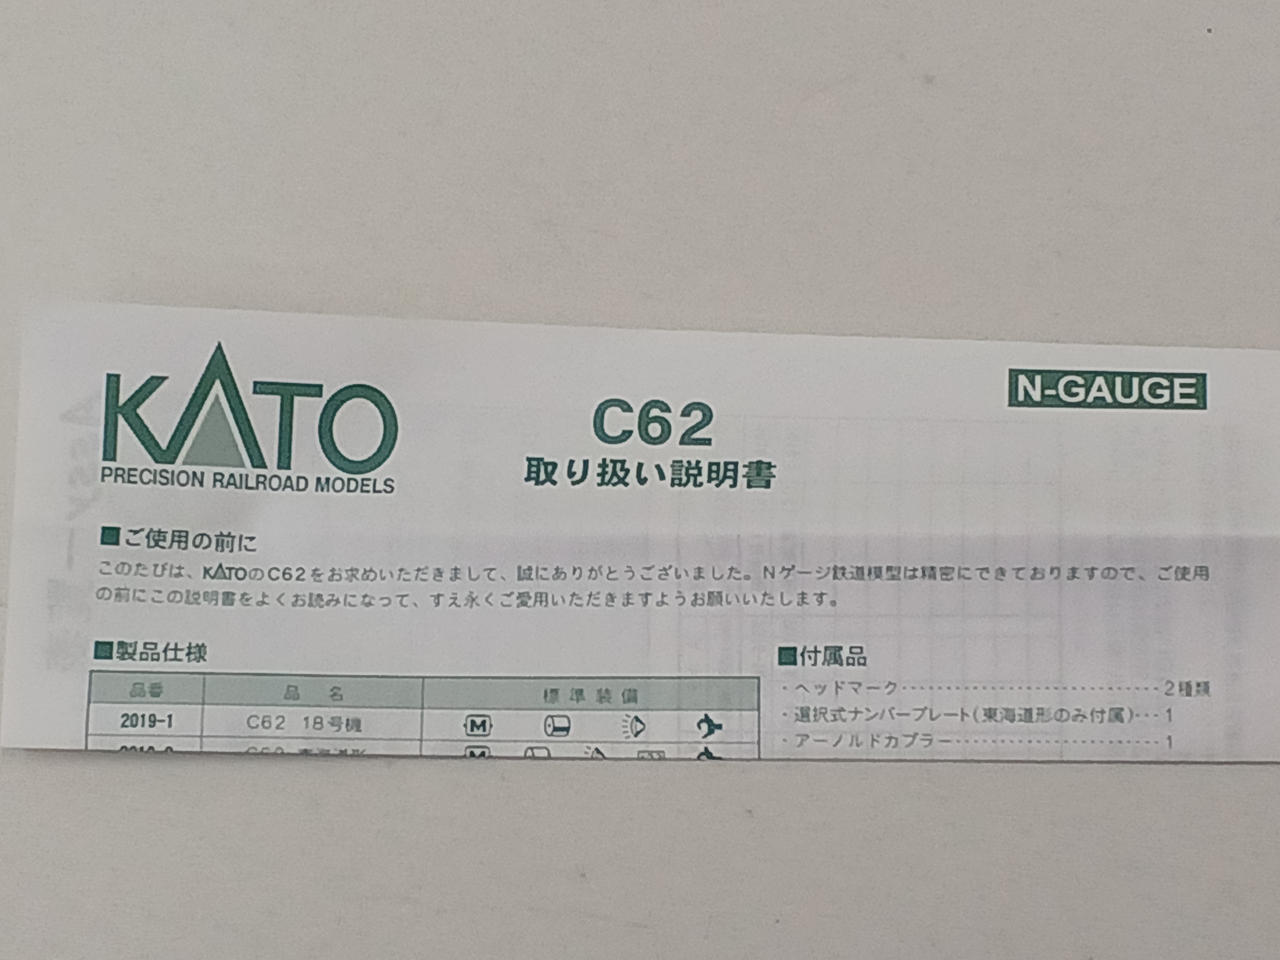 KATO
PRECISION RAILROAD MODELS
C62
取り扱い説明書
N-GAUGE
■ご使用の前に
このたびは、KATOのC62をお求めいただきまして、誠にありがとうございました。Nゲージ鉄道模型は精密にできておりますので、ご使用
の前にこの説明書をよくお読みになって、すえ永くご愛用いただきますようお願いいたします。
■製品仕様
品番 品名 標準装備
2019-1 C62 18号機 M
■付属品
・ヘッドマーク‥‥‥‥‥‥‥‥‥‥‥‥‥‥2種類
・選択式ナンバープレート(東海道形のみ付属)‥‥1
・アーノルドカプラー‥‥‥‥‥‥‥‥‥‥‥‥1